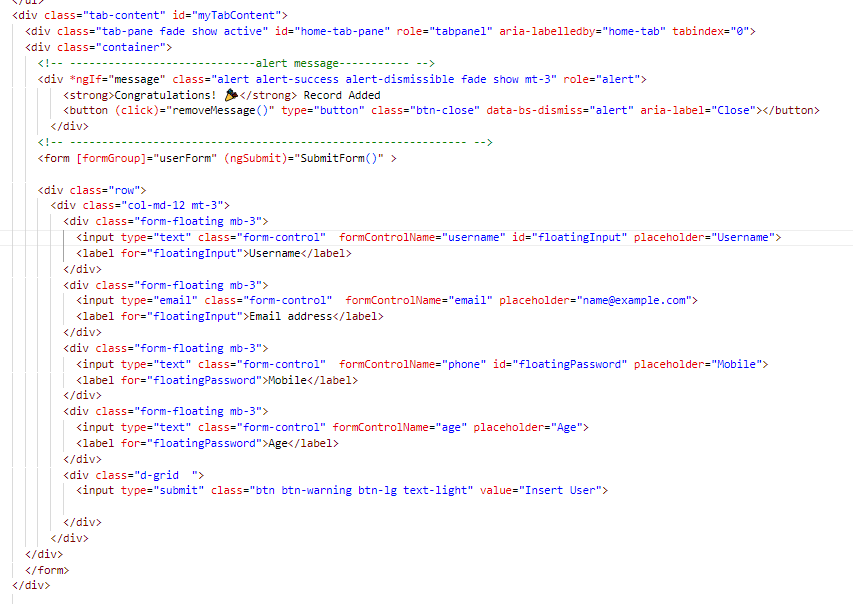 </ul>
<div class="tab-content" id="myTabContent">
<div class="tab-pane fade show active" id="home-tab-pane" role="tabpanel" aria-labelledby="home-tab" tabindex="0">
<div class="container">
<!-- -----------------------------alert message----------- -->
<div *ngIf="message" class="alert alert-success alert-dismissible fade show mt-3" role="alert">
<strong>Congratulations! 🎉</strong> Record Added
<button (click)="removeMessage()" type="button" class="btn-close" data-bs-dismiss="alert" aria-label="Close"></button>
</div>
<!-- -------------------------------------------------------------- -->
<form [formGroup]="userForm" (ngSubmit)="SubmitForm()" >
<div class="row">
<div class="col-md-12 mt-3">
<div class="form-floating mb-3">
<input type="text" class="form-control"  formControlName="username" id="floatingInput" placeholder="Username">
<label for="floatingInput">Username</label>
</div>
<div class="form-floating mb-3">
<input type="email" class="form-control"  formControlName="email" placeholder="name@example.com">
<label for="floatingInput">Email address</label>
</div>
<div class="form-floating mb-3">
<input type="text" class="form-control"  formControlName="phone" id="floatingPassword" placeholder="Mobile">
<label for="floatingPassword">Mobile</label>
</div>
<div class="form-floating mb-3">
<input type="text" class="form-control" formControlName="age" placeholder="Age">
<label for="floatingPassword">Age</label>
</div>
<div class="d-grid  ">
<input type="submit" class="btn btn-warning btn-lg text-light" value="Insert User">
</div>
</div>
</div>
</form>
</div>